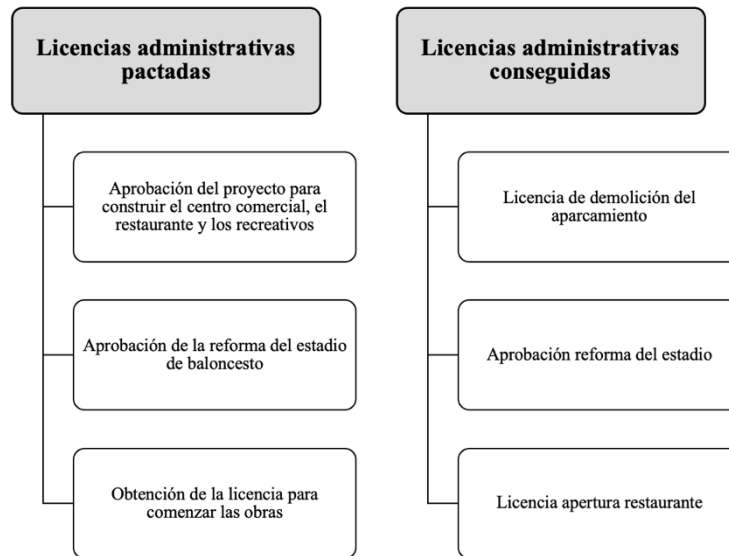 Licencias administrativas
pactadas
Aprobación del proyecto para
construir el centro comercial, el
restaurante y los recreativos
Aprobación de la reforma del estadio
de baloncesto
Obtención de la licencia para
comenzar las obras
Licencias administrativas
conseguidas
Licencia de demolición del
aparcamiento
Aprobación reforma del estadio
Licencia apertura restaurante